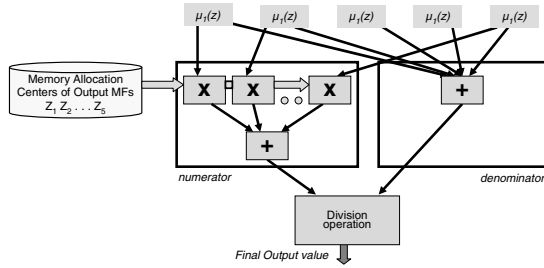 μ₁(z) μ₁(z) μ₁(z) μ₁(z) μ₁(z)
Memory Allocation
Centers of Output MFs
Z₁ Z₂ . . . Z₅
X X X
+
+
numerator
denominator
Division
operation
Final Output value